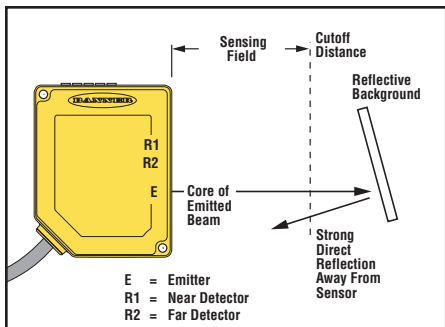 Sensing
Field
Cutoff
Distance
Reflective
Background
BANNER
R1
R2
E
Core of
Emitted
Beam
Strong
Direct
Reflection
Away From
Sensor
E = Emitter
R1 = Near Detector
R2 = Far Detector